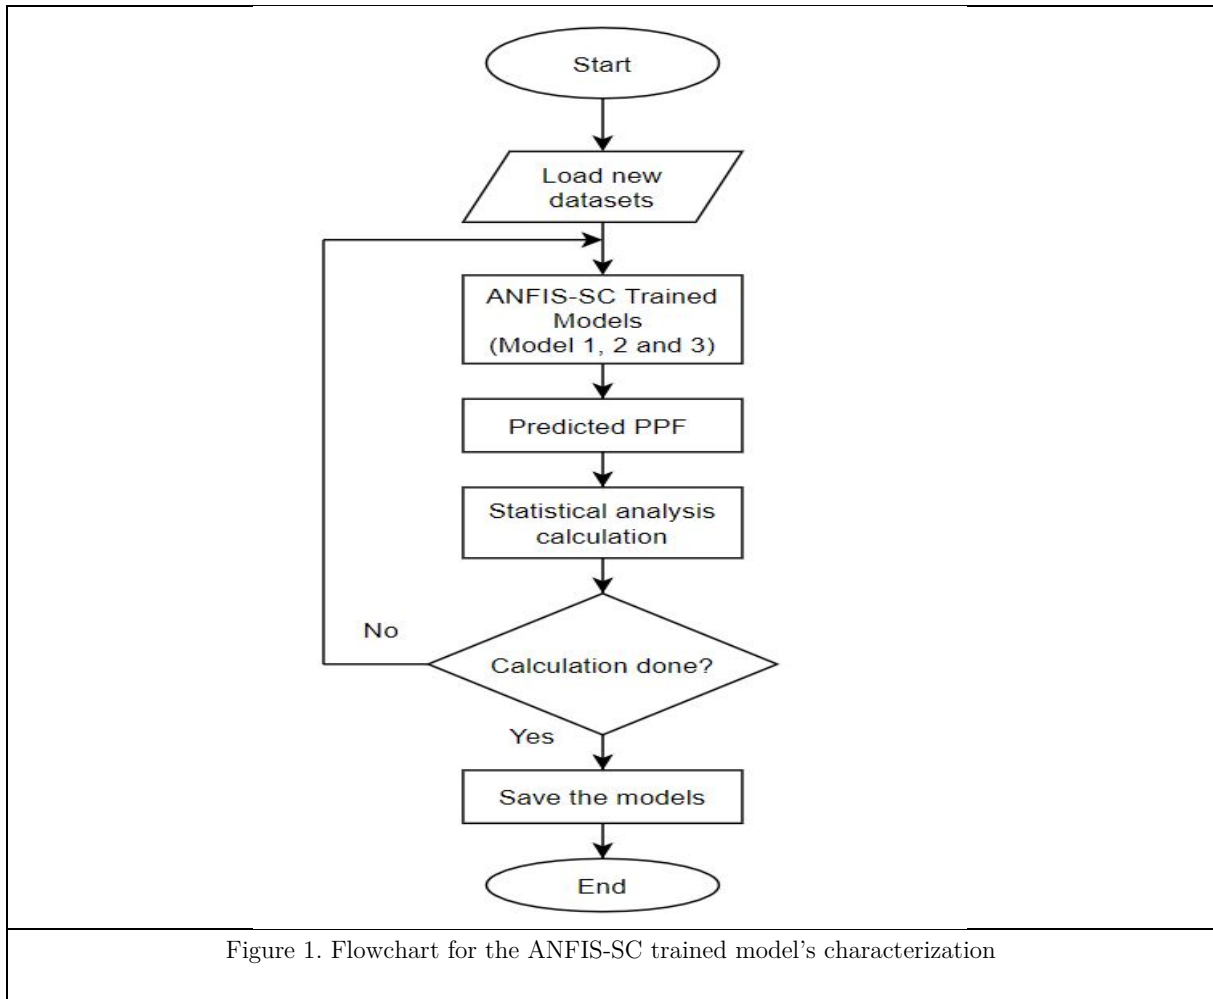 Start
Load new
datasets
ANFIS-SC Trained
Models
(Model 1, 2 and 3)
Predicted PPF
Statistical analysis
calculation
No
Calculation done?
Yes
Save the models
End
Figure 1. Flowchart for the ANFIS-SC trained model's characterization